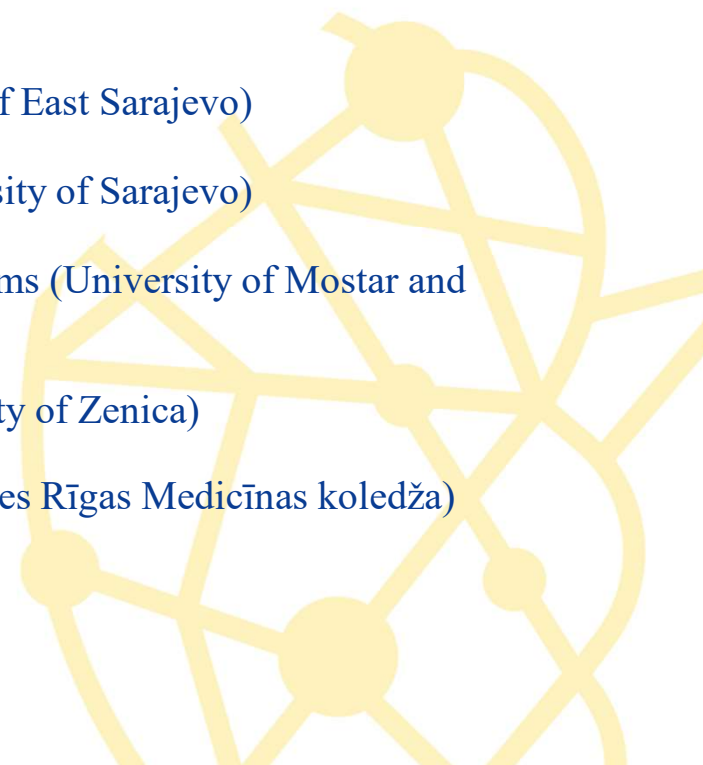 f East Sarajevo)
sity of Sarajevo)
ms (University of Mostar and
ty of Zenica)
es Rīgas Medicīnas koledža)